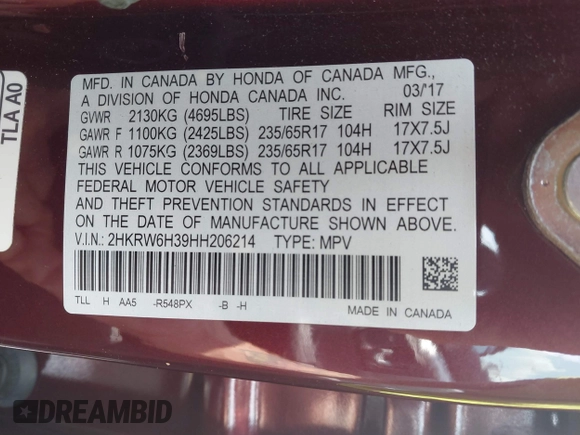 TLA A0
MFD. IN CANADA BY HONDA OF CANADA MFG.,
A DIVISION OF HONDA CANADA INC. 03/'17
GVWR 2130KG (4695LBS) TIRE SIZE RIM SIZE
GAWR F 1100KG (2425LBS) 235/65R17 104H 17X7.5J
GAWR R 1075KG (2369LBS) 235/65R17 104H 17X7.5J
THIS VEHICLE CONFORMS TO ALL APPLICABLE
FEDERAL MOTOR VEHICLE SAFETY
AND THEFT PREVENTION STANDARDS IN EFFECT
ON THE DATE OF MANUFACTURE SHOWN ABOVE.
V.I.N.: 2HKRW6H39HH206214 TYPE: MPV
TLL H AA5 -R548PX -B -H
MADE IN CANADA
DREAMBID